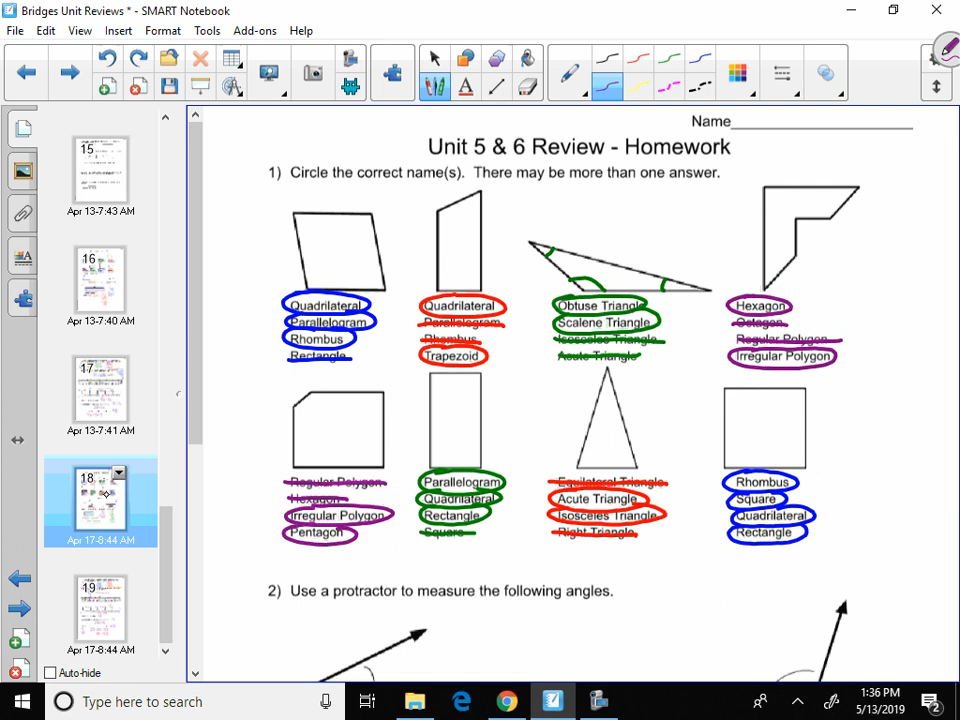 Bridges Unit Reviews * - SMART Notebook
File Edit View Insert Format Tools Add-ons Help
15
Apr 13-7:43 AM
16
Apr 13-7:40 AM
17
Apr 13-7:41 AM
18
Apr 17-8:44 AM
19
Apr 17-8:44 AM
Auto-hide
Name
Unit 5 & 6 Review - Homework
1) Circle the correct name(s). There may be more than one answer.
Quadrilateral
Parallelogram
Rhombus
Rectangle
Quadrilateral
Parallelogram
Rhombus
Trapezoid
Obtuse Triangle
Scalene Triangle
Isosceles Triangle
Acute Triangle
Hexagon
Octagon
Regular Polygon
Irregular Polygon
Regular Polygon
Hexagon
Irregular Polygon
Pentagon
Parallelogram
Quadrilateral
Rectangle
Square
Equilateral Triangle
Acute Triangle
Isosceles Triangle
Right Triangle
Rhombus
Square
Quadrilateral
Rectangle
2) Use a protractor to measure the following angles.
Type here to search
1:36 PM
5/13/2019
2